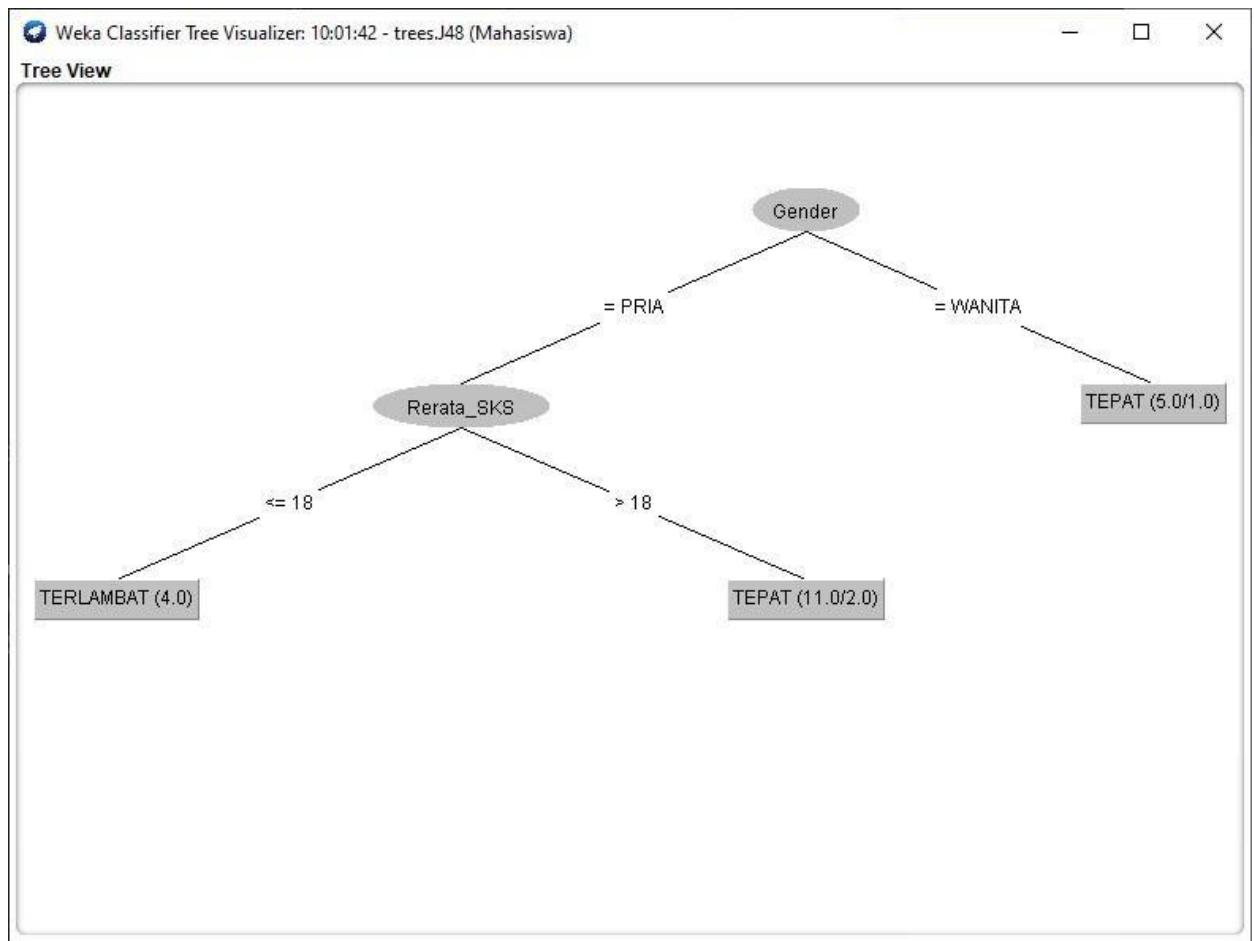 Weka Classifier Tree Visualizer: 10:01:42 - trees.J48 (Mahasiswa)
Tree View
Gender
= PRIA
= WANITA
Rerata_SKS
TEPAT (5.0/1.0)
<= 18
> 18
TERLAMBAT (4.0)
TEPAT (11.0/2.0)